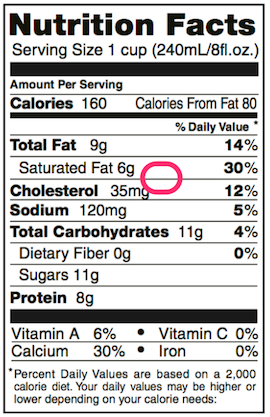 Nutrition Facts
Serving Size 1 cup (240mL/8fl.oz.)
Amount Per Serving
Calories 160 Calories From Fat 80
% Daily Value *
Total Fat 9g 14%
Saturated Fat 6g 30%
Cholesterol 35mg 12%
Sodium 120mg 5%
Total Carbohydrates 11g 4%
Dietary Fiber 0g 0%
Sugars 11g
Protein 8g
Vitamin A 6% • Vitamin C 0%
Calcium 30% • Iron 0%
*Percent Daily Values are based on a 2,000
calorie diet. Your daily values may be higher or
lower depending on your calorie needs: